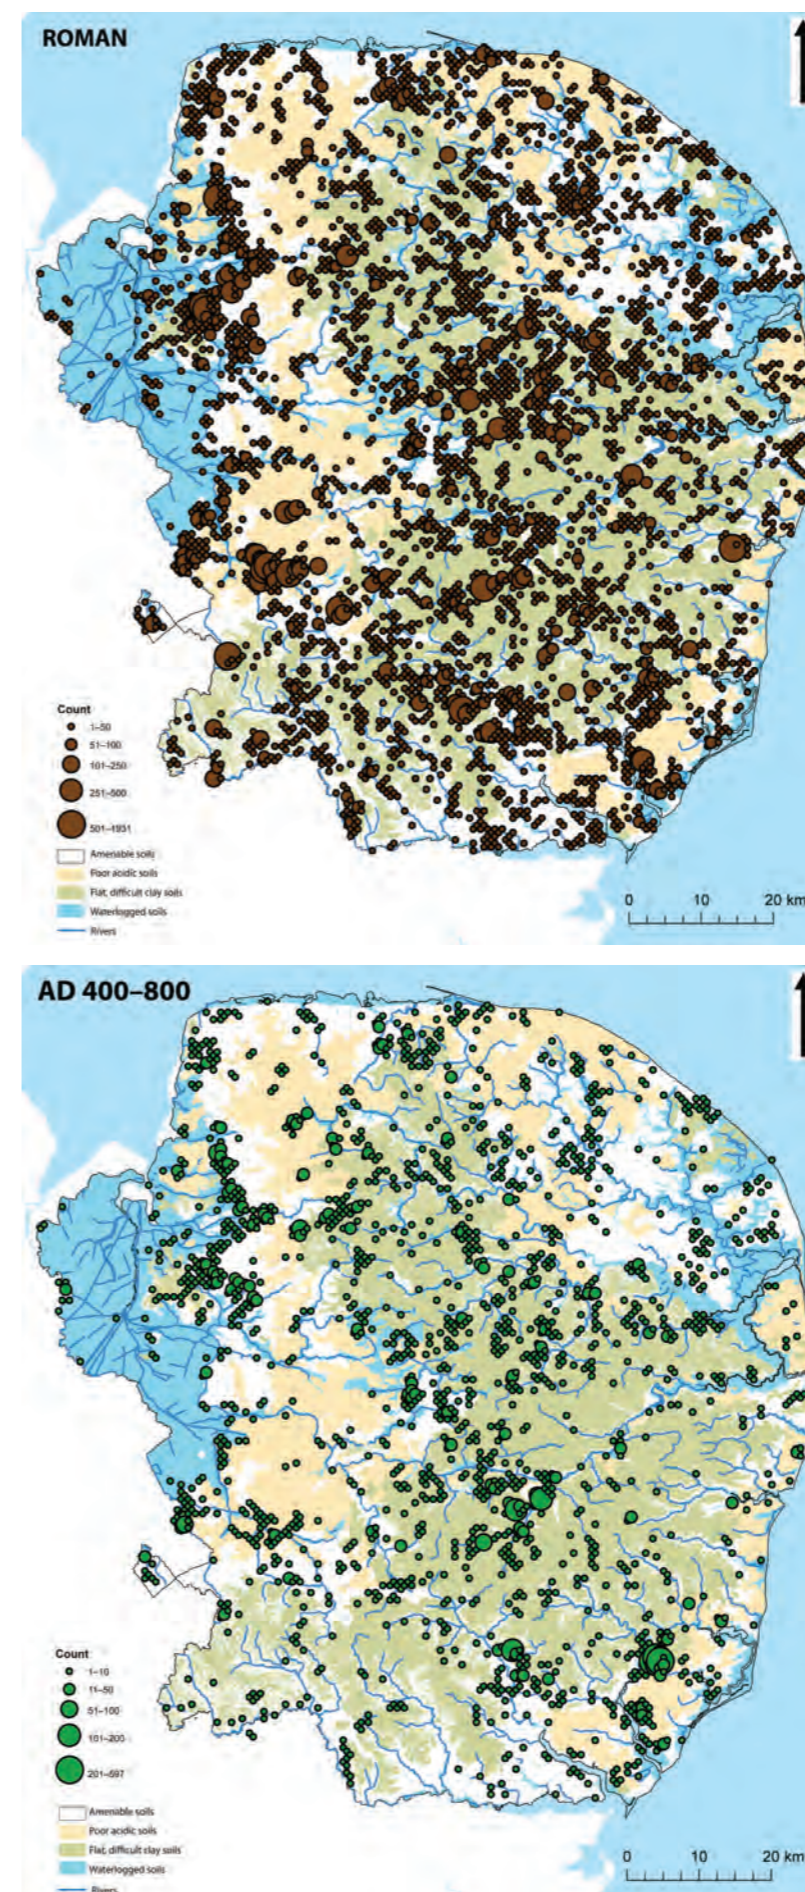 ROMAN
Count
1–50
51–100
101–250
251–500
501–1931
Amenable soils
Poor acidic soils
Flat, difficult clay soils
Waterlogged soils
Rivers
0 10 20 km
AD 400–800
Count
1–10
11–50
51–100
101–200
201–597
Amenable soils
Poor acidic soils
Flat, difficult clay soils
Waterlogged soils
Rivers
0 10 20 km